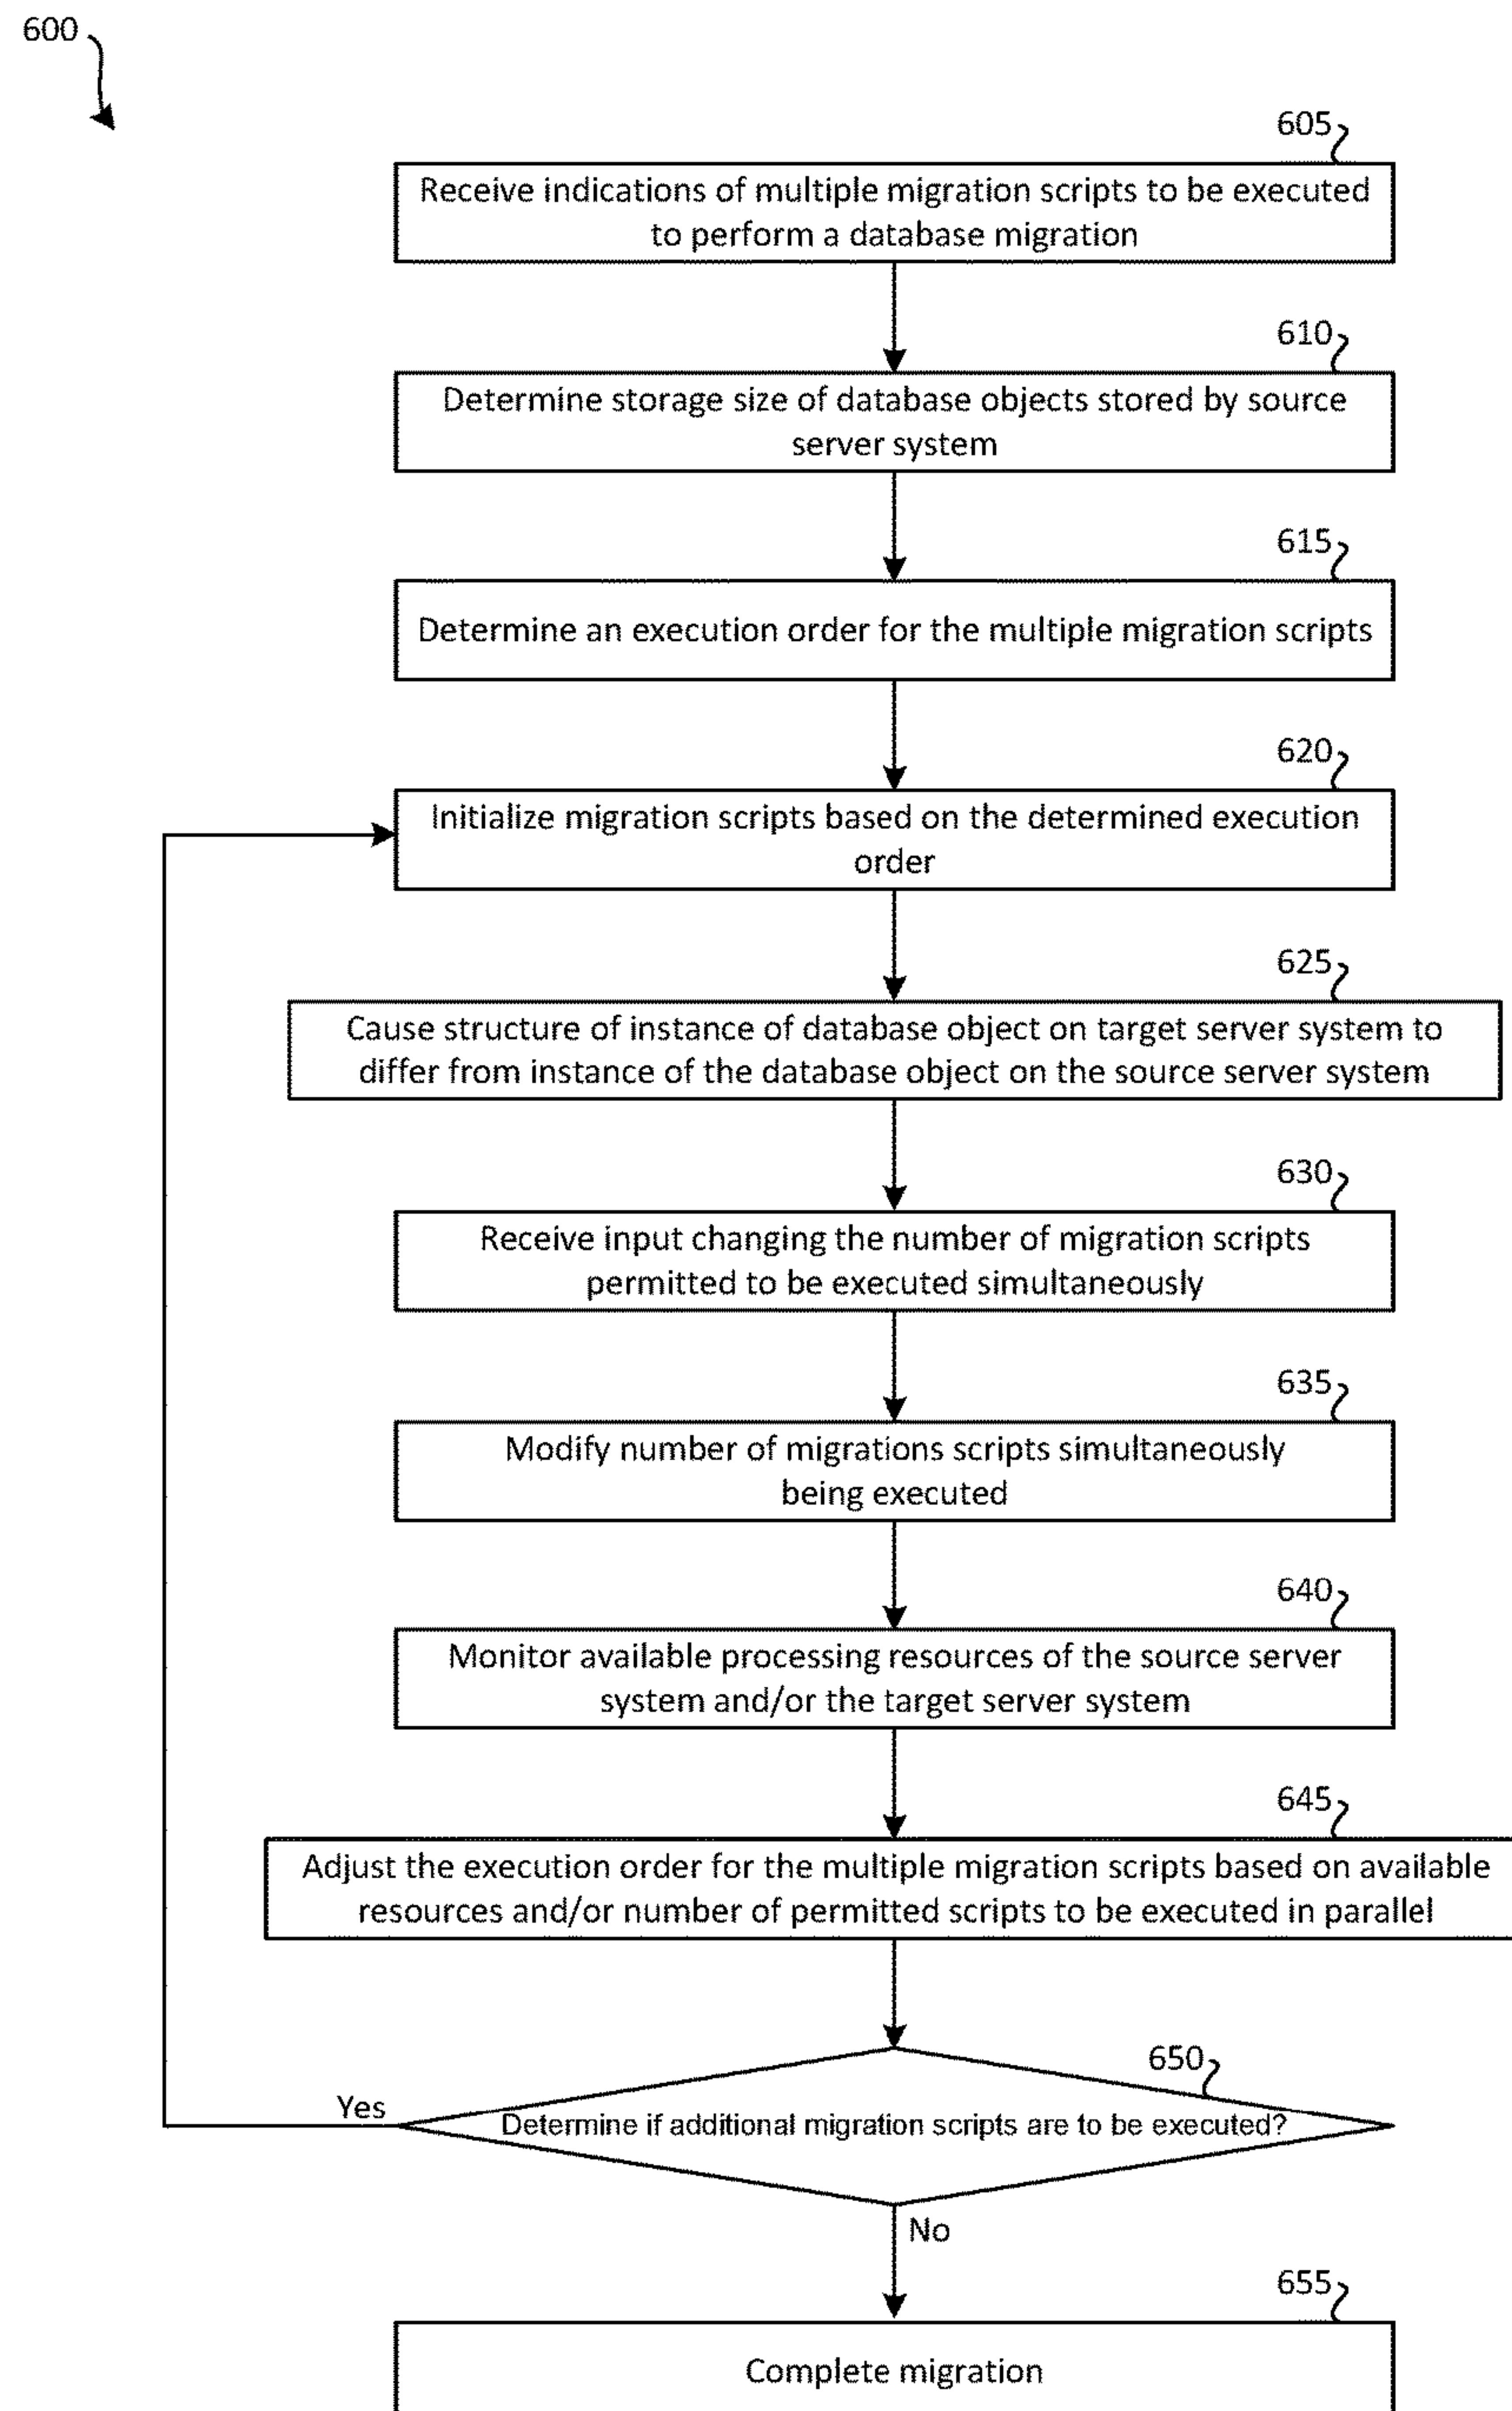 600
605
Receive indications of multiple migration scripts to be executed
to perform a database migration
610
Determine storage size of database objects stored by source
server system
615
Determine an execution order for the multiple migration scripts
620
Initialize migration scripts based on the determined execution
order
625
Cause structure of instance of database object on target server system to
differ from instance of the database object on the source server system
630
Receive input changing the number of migration scripts
permitted to be executed simultaneously
635
Modify number of migrations scripts simultaneously
being executed
640
Monitor available processing resources of the source server
system and/or the target server system
645
Adjust the execution order for the multiple migration scripts based on available
resources and/or number of permitted scripts to be executed in parallel
650
Yes
Determine if additional migration scripts are to be executed?
No
655
Complete migration